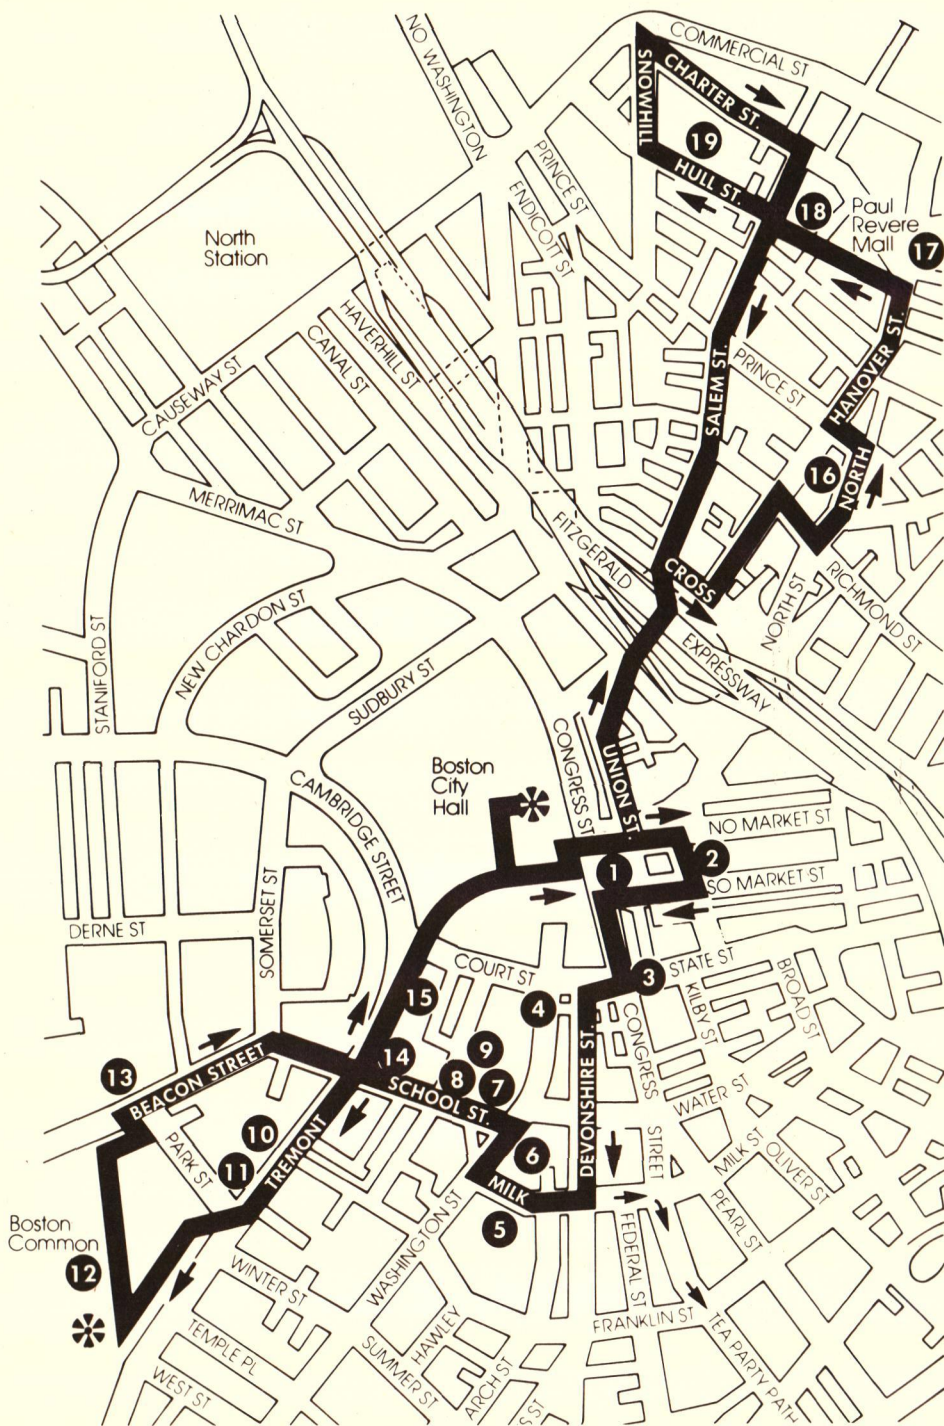 COMMERCIAL ST
NO WASHINGTON
SNOWHILL
CHARTER ST.
19
PRINCE ST
HULL ST.
ENDICOTT ST
18
Paul
Revere
Mall
17
North
Station
HAVERHILL ST
CANAL ST
CAUSEWAY ST
SALEM ST.
PRINCE ST
HANOVER ST.
16
NORTH
MERRIMAC ST
FITZGERALD
CROSS
RICHMOND ST
NORTH ST
NEW CHARDON ST
STANIFORD ST
SUDBURY ST
EXPRESSWAY
Boston
City
Hall
CONGRESS ST
UNION ST.
CAMBRIDGE STREET
NO MARKET ST
1
2
SO MARKET ST
DERNE ST
SOMERSET ST
COURT ST
STATE ST
3
15
4
KILBY ST
BROAD ST
CONGRESS
DEVONSHIRE ST.
14
9
8
7
SCHOOL ST.
13
BEACON STREET
WATER ST
10
11
TREMONT
PARK ST
6
MILK
5
STREET
MILK ST
OLIVER ST
PEARL ST
Boston
Common
12
WASHINGTON ST
FEDERAL ST
WINTER ST
FRANKLIN ST
TEMPLE PL
HAWLEY
SUMMER ST.
ARCH ST
TEA PARTY PATH
WEST ST
S ST